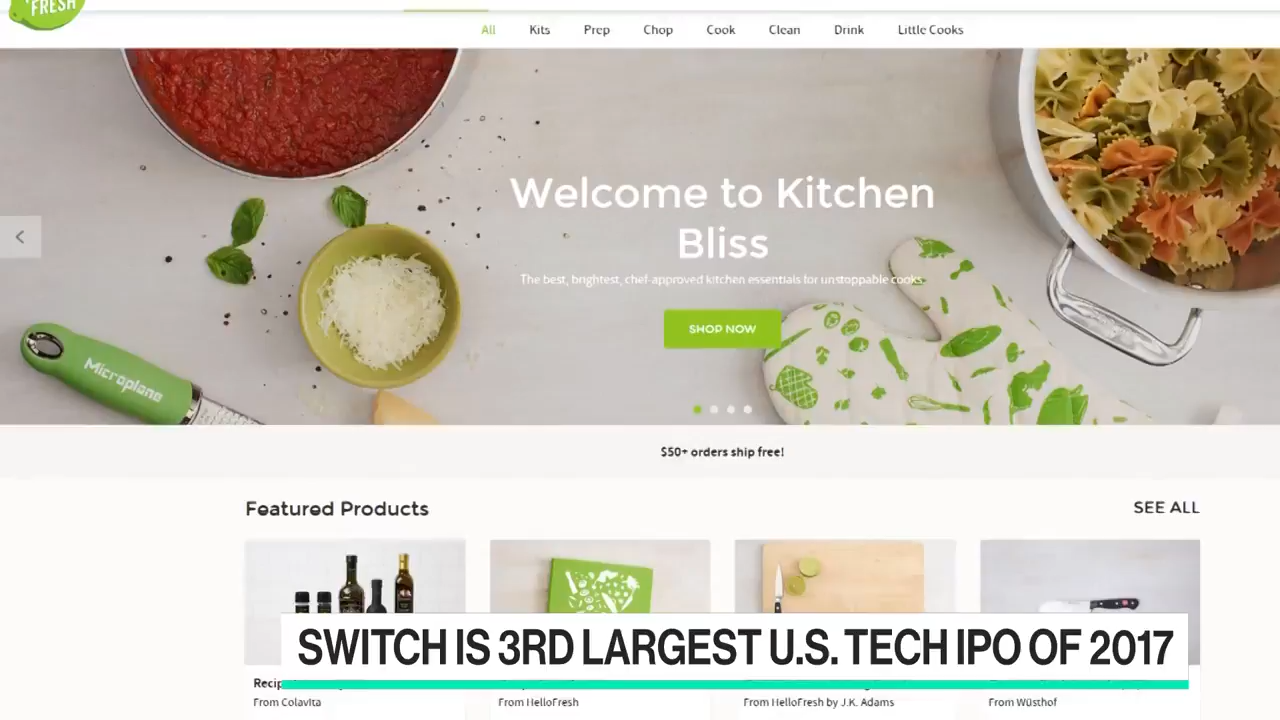 FRESH
All Kits Prep Chop Cook Clean Drink Little Cooks
Welcome to Kitchen
Bliss
The best, brightest, chef-approved kitchen essentials for unstoppable cooks.
SHOP NOW
Microplane
$50+ orders ship free!
Featured Products
SEE ALL
SWITCH IS 3RD LARGEST U.S. TECH IPO OF 2017
From Colavita
From HelloFresh
From HelloFresh by J.K. Adams
From Wüsthof